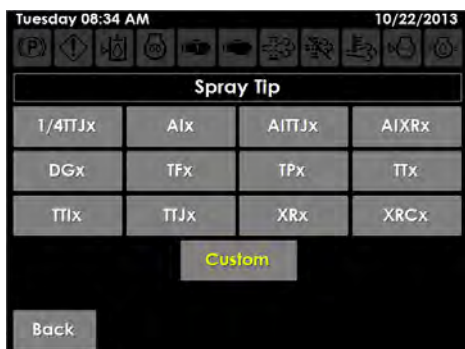 Tuesday 08:34 AM 10/22/2013
(P)
Spray Tip
1/4TTJx AIx AITTJx AIXRx
DGx TFx TPx TTx
TTIx TTJx XRx XRCx
Custom
Back